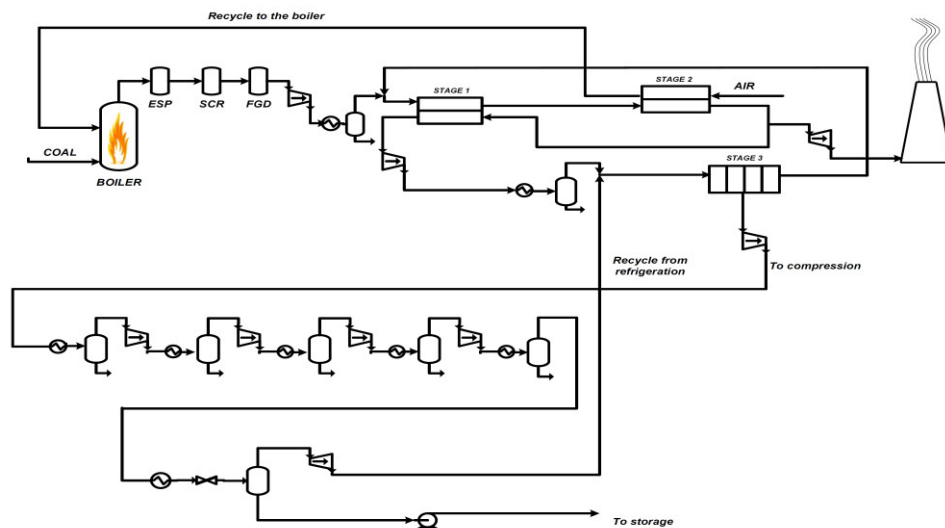 Recycle to the boiler
STAGE 1
STAGE 2
AIR
ESP
SCR
FGD
COAL
BOILER
STAGE 3
Recycle from
refrigeration
To compression
To storage